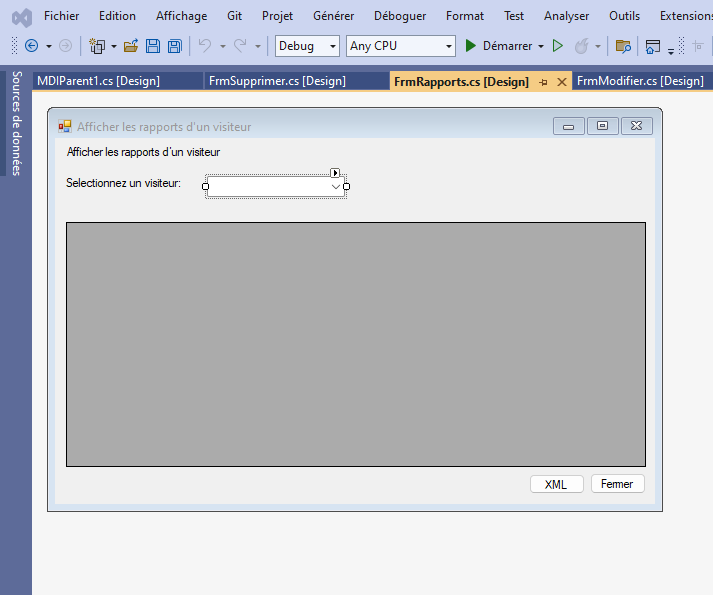 Fichier Edition Affichage Git Projet Générer Déboguer Format Test Analyser Outils Extensions
Debug Any CPU Démarrer
Sources de données
MDIParent1.cs [Design] FrmSupprimer.cs [Design] FrmRapports.cs [Design] FrmModifier.cs [Design]
Afficher les rapports d'un visiteur
Afficher les rapports d'un visiteur
Selectionnez un visiteur:
XML Fermer